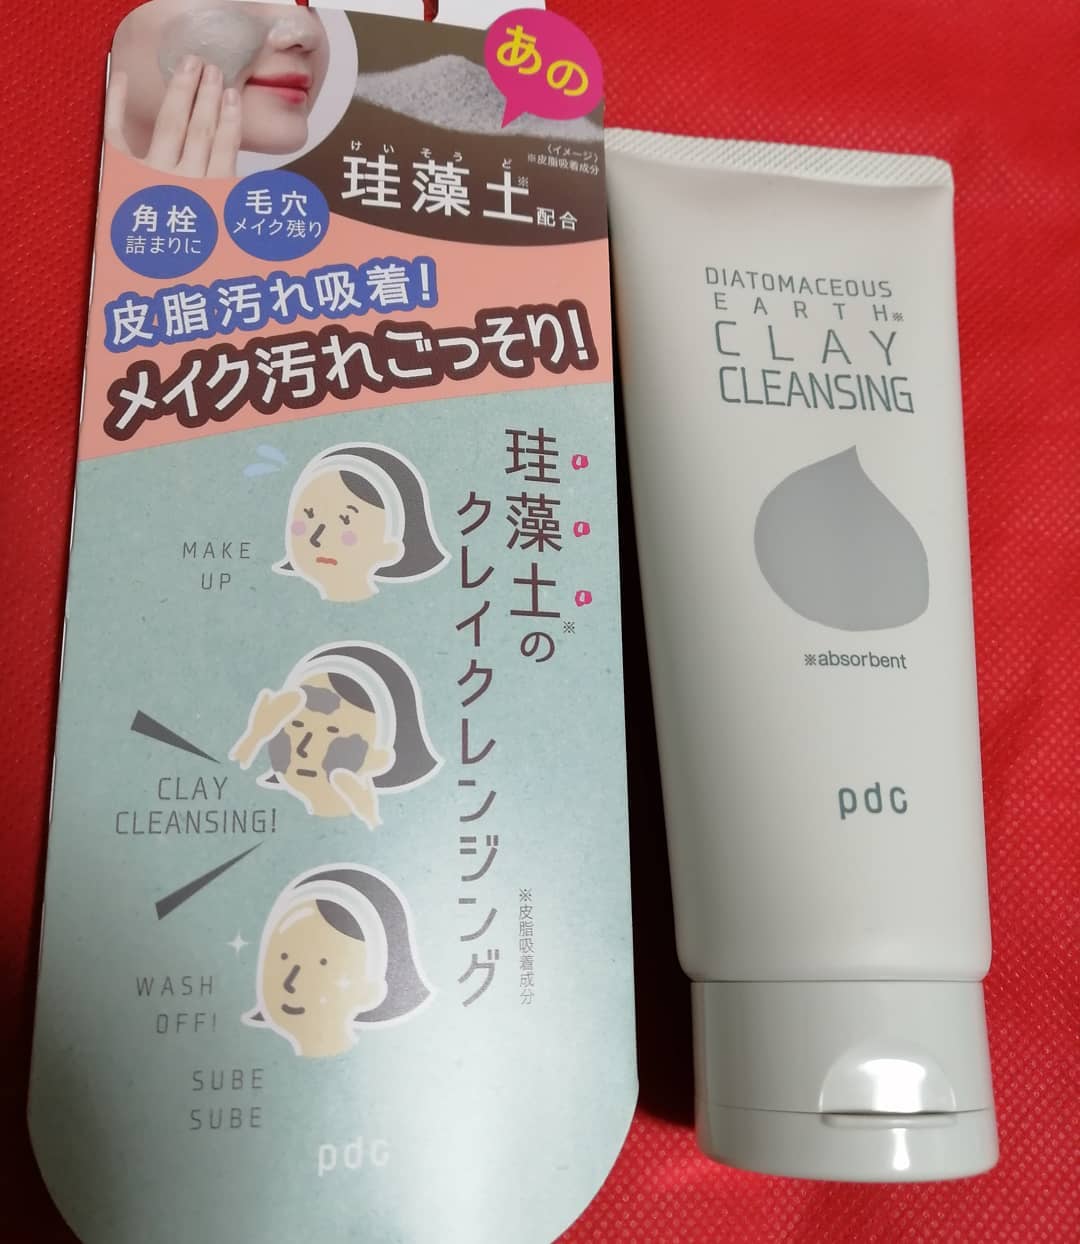 あの
けいそうど
珪藻土※配合
(イメージ)
※皮脂吸着成分
角栓
詰まりに
毛穴
メイク残り
皮脂汚れ吸着!
メイク汚れごっそり!
珪藻土※の
クレイクレンジング
※皮脂吸着成分
MAKE
UP
CLAY
CLEANSING!
WASH
OFF!
SUBE
SUBE
pdc
DIATOMACEOUS
EARTH※
CLAY
CLEANSING
※absorbent
pdc